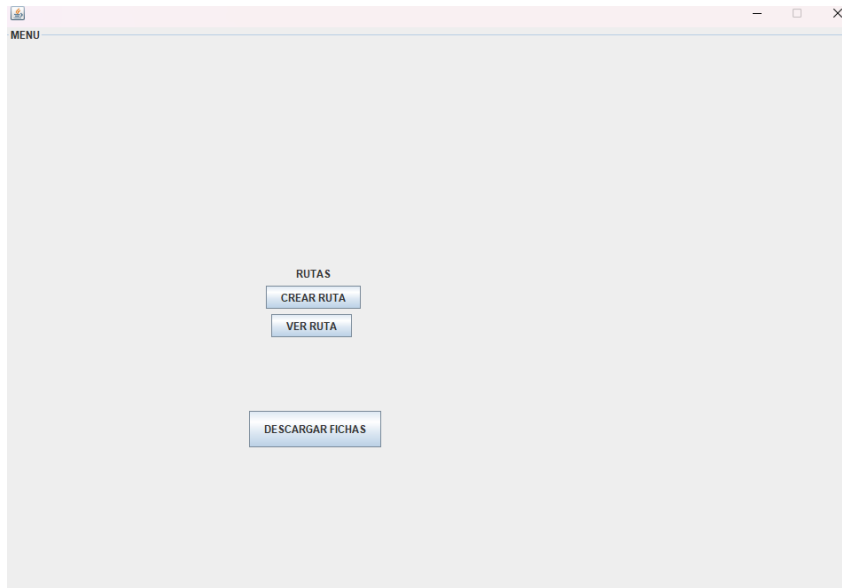 MENU
RUTAS
CREAR RUTA
VER RUTA
DESCARGAR FICHAS